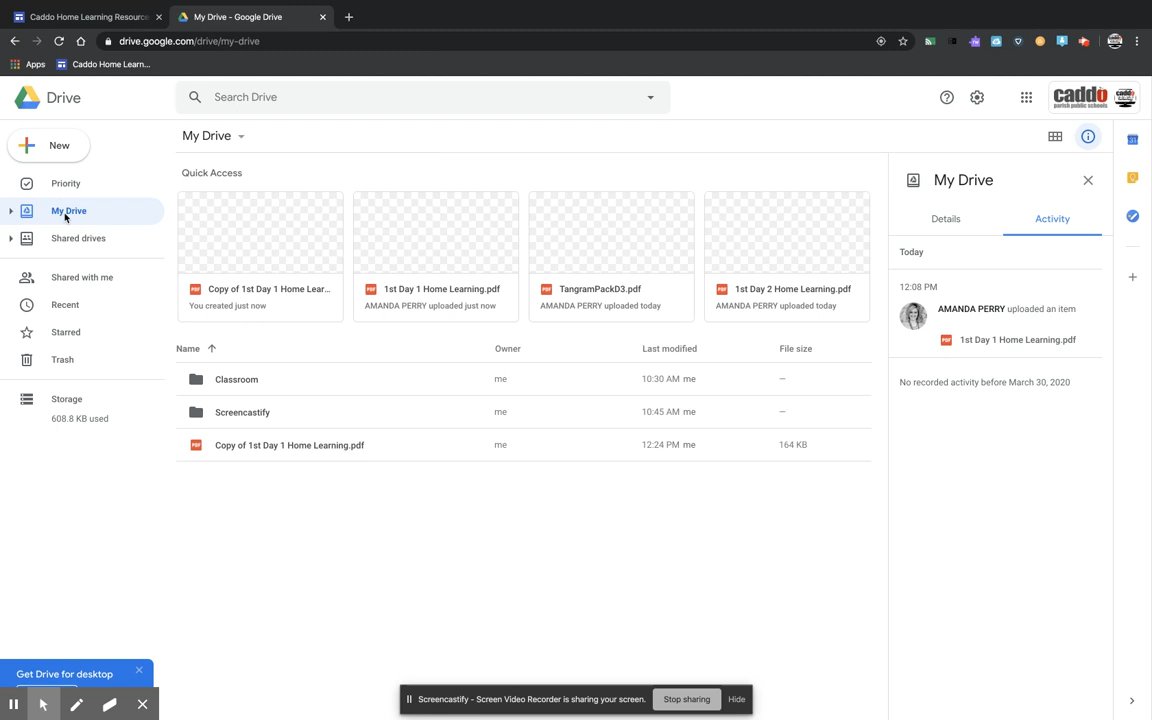 Caddo Home Learning Resource
My Drive - Google Drive
drive.google.com/drive/my-drive
Apps
Caddo Home Learn...
Drive
Search Drive
caddo
parish public schools
New
My Drive
Priority
My Drive
Shared drives
Shared with me
Recent
Starred
Trash
Storage
608.8 KB used
Quick Access
PDF Copy of 1st Day 1 Home Lear...
You created just now
PDF 1st Day 1 Home Learning.pdf
AMANDA PERRY uploaded just now
PDF TangramPackD3.pdf
AMANDA PERRY uploaded today
PDF 1st Day 2 Home Learning.pdf
AMANDA PERRY uploaded today
Name Owner Last modified File size
Classroom me 10:30 AM me –
Screencastify me 10:45 AM me –
PDF Copy of 1st Day 1 Home Learning.pdf me 12:24 PM me 164 KB
My Drive
Details Activity
Today
12:08 PM
AMANDA PERRY uploaded an item
PDF 1st Day 1 Home Learning.pdf
No recorded activity before March 30, 2020
31
Get Drive for desktop
Screencastify - Screen Video Recorder is sharing your screen. Stop sharing Hide